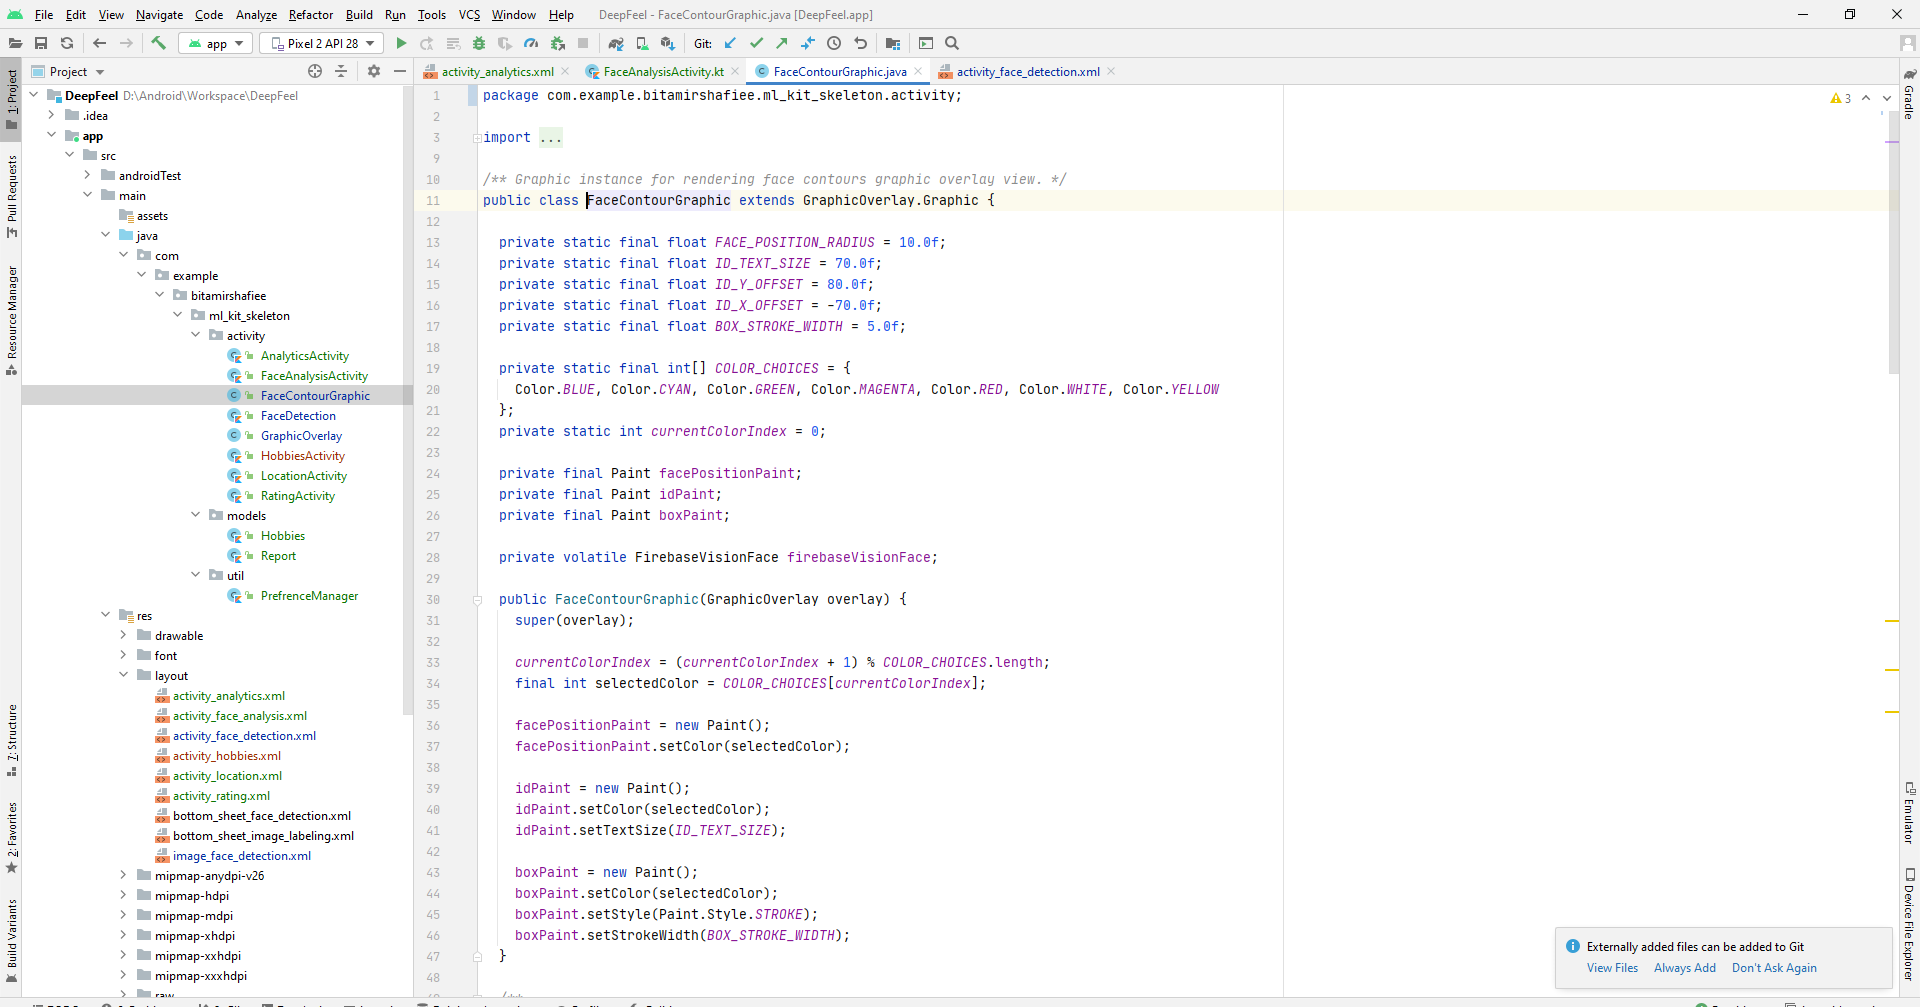 File Edit View Navigate Code Analyze Refactor Build Run Tools VCS Window Help DeepFeel - FaceContourGraphic.java [DeepFeel.app]
app Pixel 2 API 28 Git:
Project
activity_analytics.xml FaceAnalysisActivity.kt FaceContourGraphic.java activity_face_detection.xml
1: Project
Pull Requests
Resource Manager
7: Structure
2: Favorites
Build Variants
DeepFeel D:\Android\Workspace\DeepFeel
.idea
app
src
androidTest
main
assets
java
com
example
bitamirshafiee
ml_kit_skeleton
activity
AnalyticsActivity
FaceAnalysisActivity
FaceContourGraphic
FaceDetection
GraphicOverlay
HobbiesActivity
LocationActivity
RatingActivity
models
Hobbies
Report
util
PrefrenceManager
res
drawable
font
layout
activity_analytics.xml
activity_face_analysis.xml
activity_face_detection.xml
activity_hobbies.xml
activity_location.xml
activity_rating.xml
bottom_sheet_face_detection.xml
bottom_sheet_image_labeling.xml
image_face_detection.xml
mipmap-anydpi-v26
mipmap-hdpi
mipmap-mdpi
mipmap-xhdpi
mipmap-xxhdpi
mipmap-xxxhdpi
raw
1 package com.example.bitamirshafiee.ml_kit_skeleton.activity;
2
3 import ...
9
10 /** Graphic instance for rendering face contours graphic overlay view. */
11 public class FaceContourGraphic extends GraphicOverlay.Graphic {
12
13 private static final float FACE_POSITION_RADIUS = 10.0f;
14 private static final float ID_TEXT_SIZE = 70.0f;
15 private static final float ID_Y_OFFSET = 80.0f;
16 private static final float ID_X_OFFSET = -70.0f;
17 private static final float BOX_STROKE_WIDTH = 5.0f;
18
19 private static final int[] COLOR_CHOICES = {
20 Color.BLUE, Color.CYAN, Color.GREEN, Color.MAGENTA, Color.RED, Color.WHITE, Color.YELLOW
21 };
22 private static int currentColorIndex = 0;
23
24 private final Paint facePositionPaint;
25 private final Paint idPaint;
26 private final Paint boxPaint;
27
28 private volatile FirebaseVisionFace firebaseVisionFace;
29
30 public FaceContourGraphic(GraphicOverlay overlay) {
31 super(overlay);
32
33 currentColorIndex = (currentColorIndex + 1) % COLOR_CHOICES.length;
34 final int selectedColor = COLOR_CHOICES[currentColorIndex];
35
36 facePositionPaint = new Paint();
37 facePositionPaint.setColor(selectedColor);
38
39 idPaint = new Paint();
40 idPaint.setColor(selectedColor);
41 idPaint.setTextSize(ID_TEXT_SIZE);
42
43 boxPaint = new Paint();
44 boxPaint.setColor(selectedColor);
45 boxPaint.setStyle(Paint.Style.STROKE);
46 boxPaint.setStrokeWidth(BOX_STROKE_WIDTH);
47 }
48
3
Gradle
Emulator
Device File Explorer
Externally added files can be added to Git
View Files Always Add Don't Ask Again